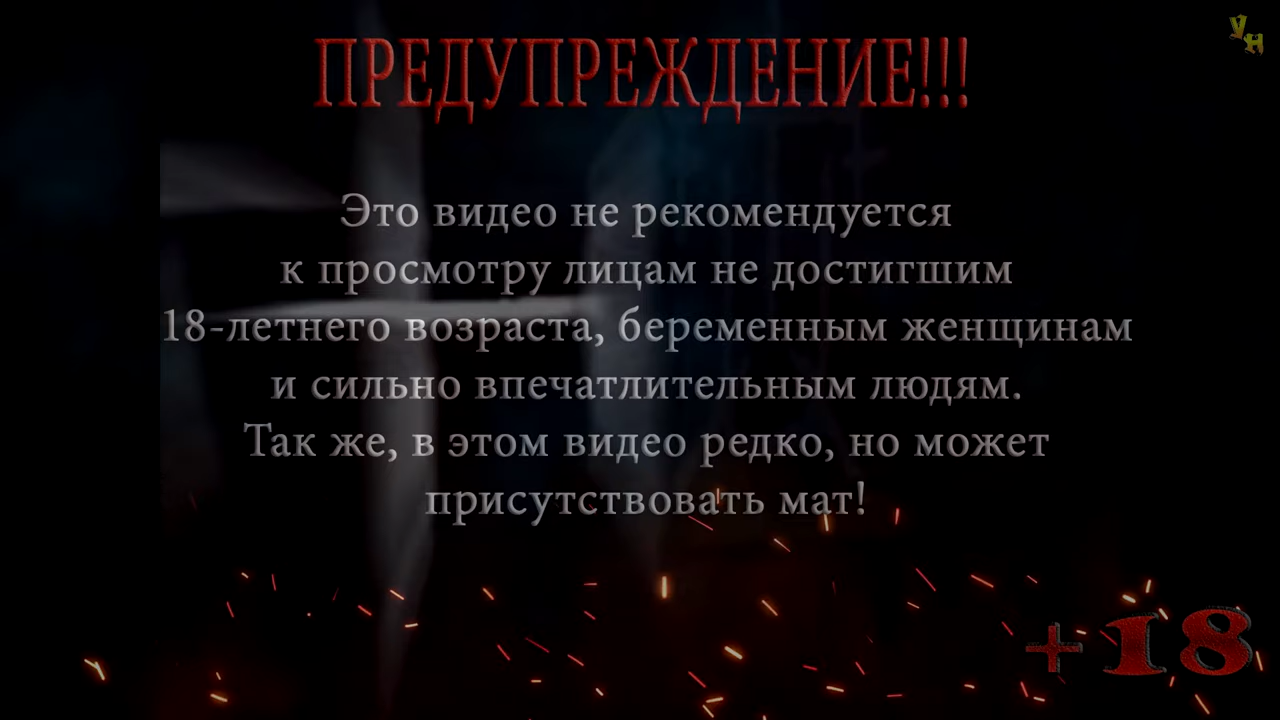 УН
ПРЕДУПРЕЖДЕНИЕ!!!
Это видео не рекомендуется
к просмотру лицам не достигшим
18-летнего возраста, беременным женщинам
и сильно впечатлительным людям.
Так же, в этом видео редко, но может
присутствовать мат!
+18